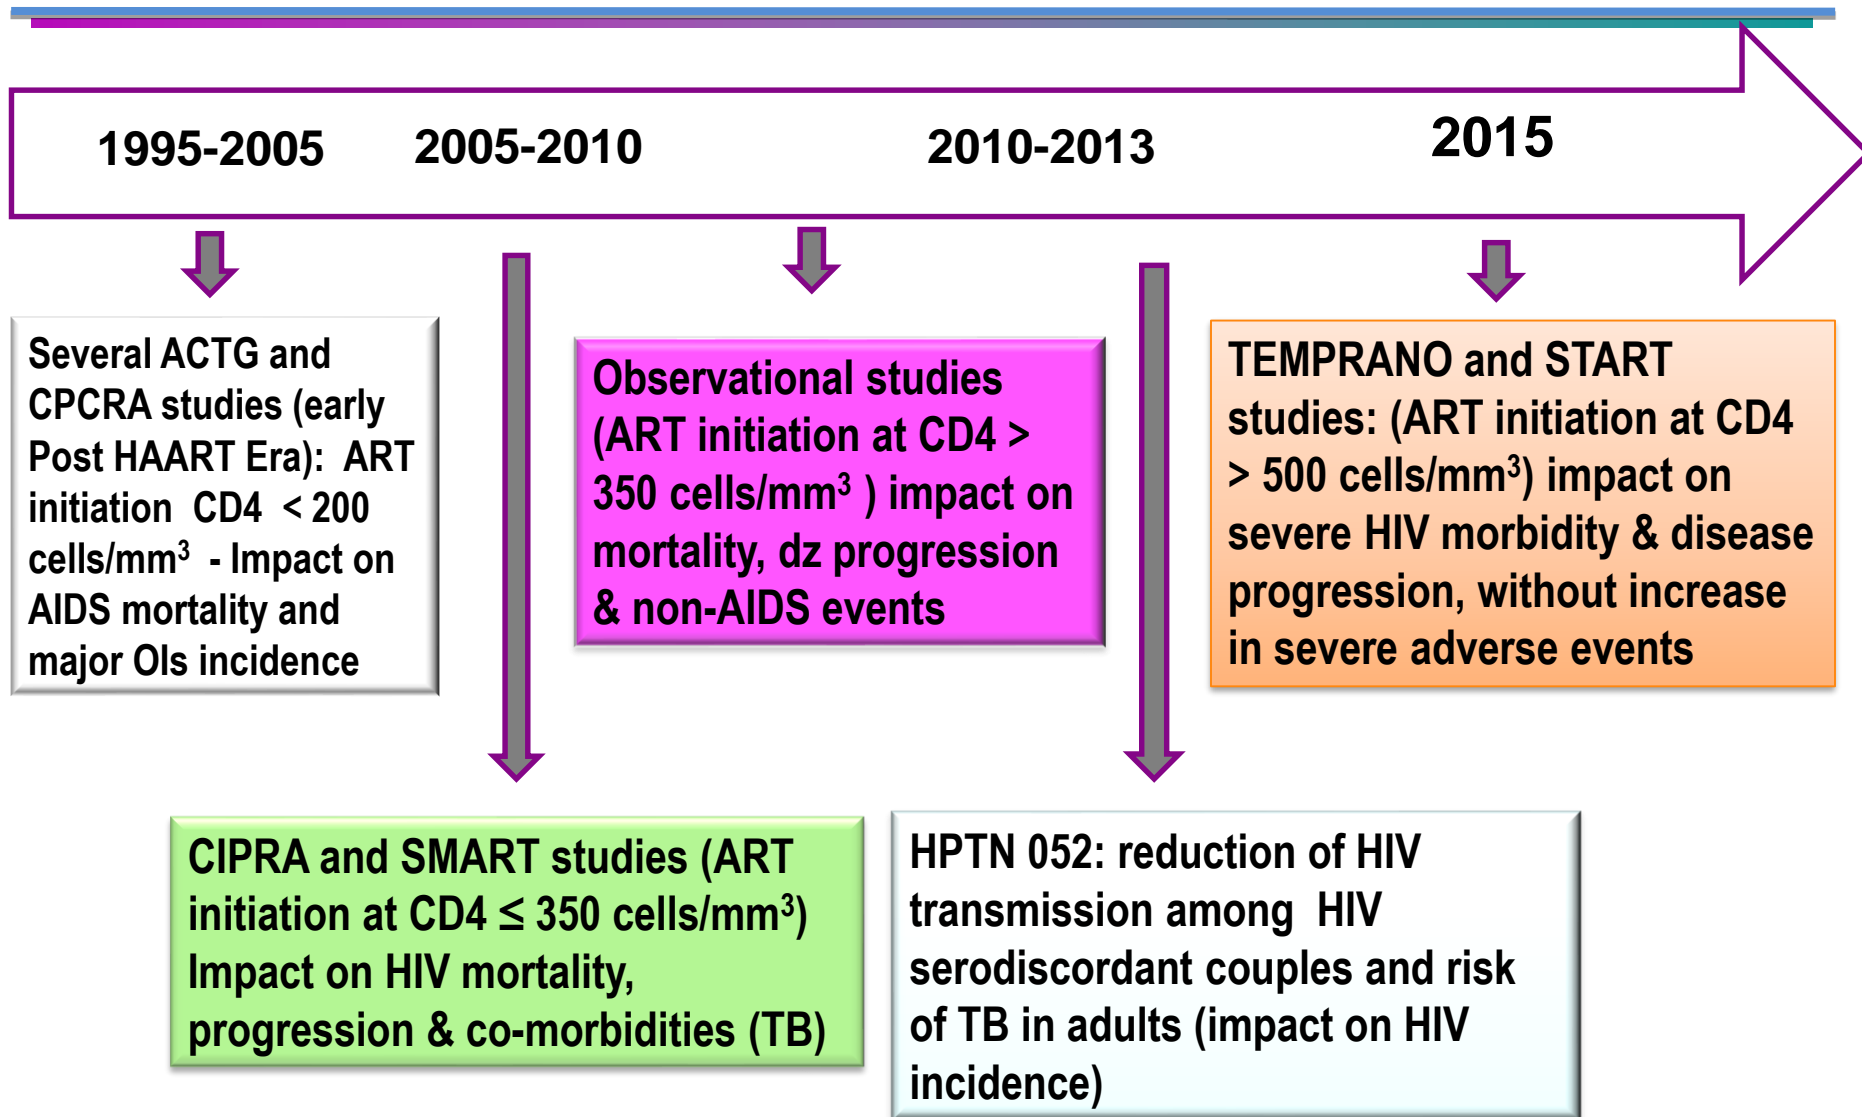 1995-2005
2005-2010
2010-2013
2015
Several ACTG and
CPCRA studies (early
Post HAART Era): ART
initiation CD4 < 200
cells/mm³ - Impact on
AIDS mortality and
major OIs incidence
Observational studies
(ART initiation at CD4 >
350 cells/mm³ ) impact on
mortality, dz progression
& non-AIDS events
TEMPRANO and START
studies: (ART initiation at CD4
> 500 cells/mm³) impact on
severe HIV morbidity & disease
progression, without increase
in severe adverse events
CIPRA and SMART studies (ART
initiation at CD4 ≤ 350 cells/mm³)
Impact on HIV mortality,
progression & co-morbidities (TB)
HPTN 052: reduction of HIV
transmission among HIV
serodiscordant couples and risk
of TB in adults (impact on HIV
incidence)